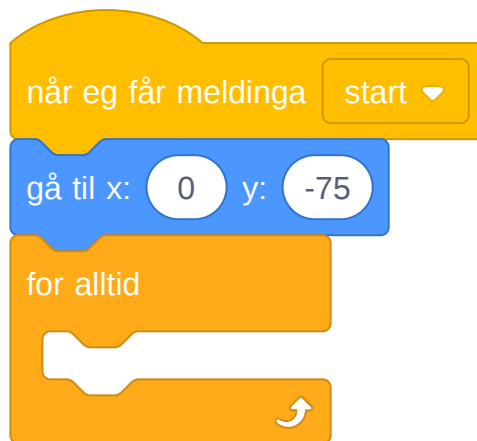 når eg får meldinga start
gå til x: 0 y: -75
for alltid